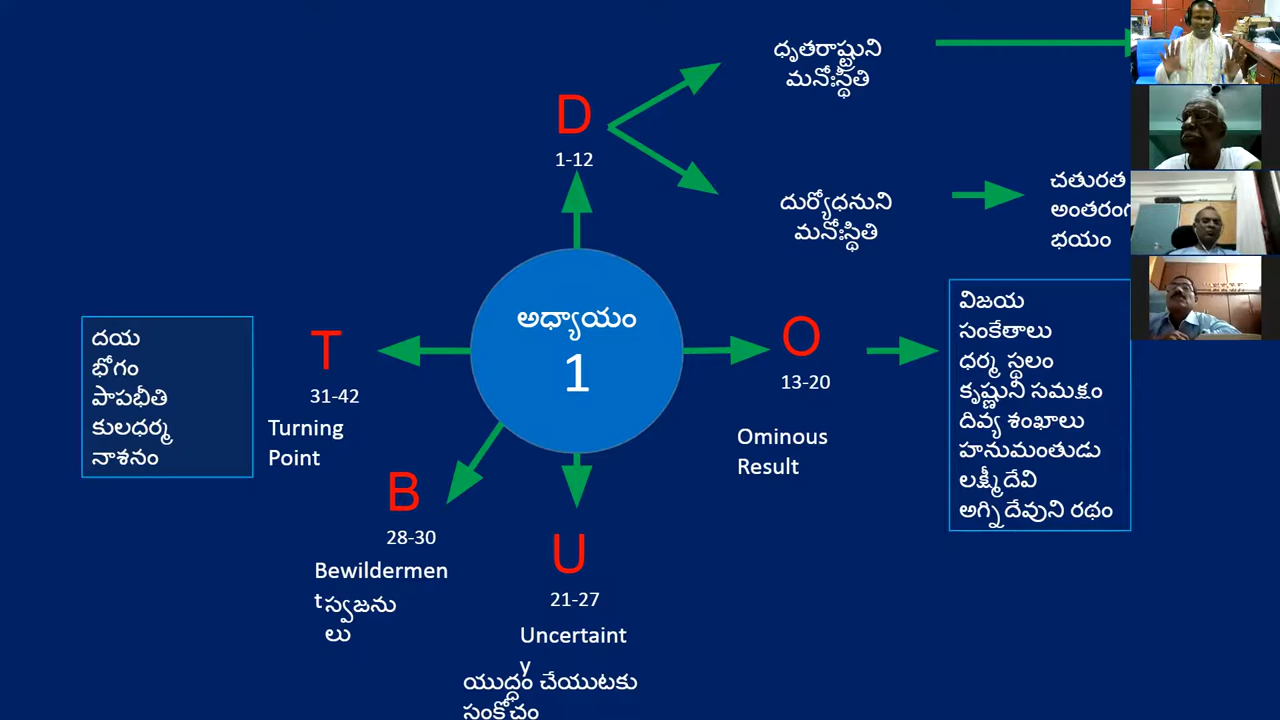 ధృతరాష్ట్రుని
మనోఃస్థితి
D
1-12
దుర్యోధనుని
మనోఃస్థితి
చతురత
అంతరంగ
భయం
అధ్యాయం
1
O
13-20
Ominous
Result
విజయ
సంకేతాలు
ధర్మ స్థలం
కృష్ణుని సమక్షం
దివ్య శంఖాలు
హనుమంతుడు
లక్ష్మీదేవి
అగ్ని దేవుని రథం
T
31-42
Turning
Point
దయ
భోగం
పాపభీతి
కులధర్మ
నాశనం
B
28-30
Bewildermen
t
స్వజను
లు
U
21-27
Uncertaint
y
యుద్ధం చేయుటకు
సంకోచం